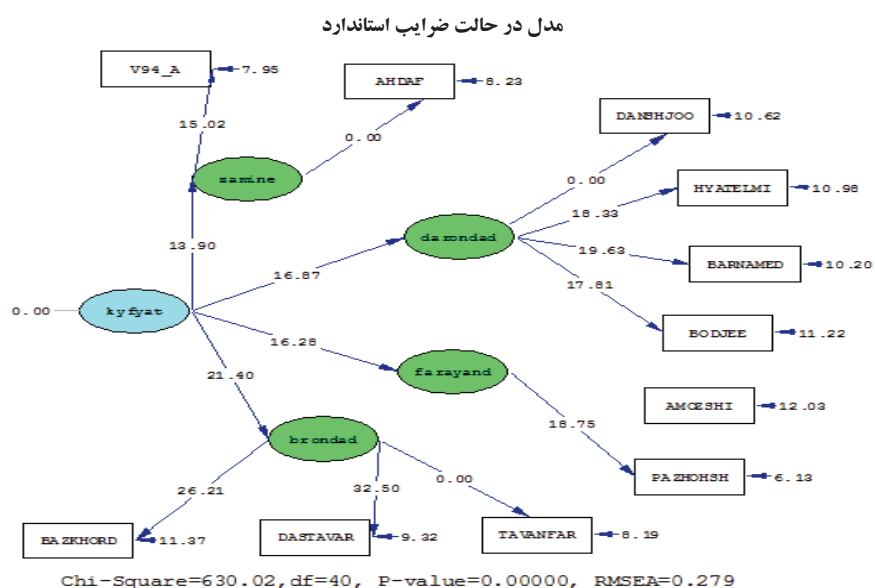 مدل در حالت ضرایب استاندارد
V94_A 7.95
AHDAF 8.23
15.02
0.00
DANSHJOO 10.62
zamine
0.00
HYATELMI 10.98
18.33
13.90
darondad
19.63
BARNAMED 10.20
16.87
17.81
0.00 kyfyat
BODJEE 11.22
16.28
21.40
farayand
AMOZSHI 12.03
18.75
brondad
PAZHOHSH 6.13
26.21
32.50
0.00
BAZKHORD 11.37
DASTAVAR 9.32
TAVANFAR 8.19
Chi-Square=630.02, df=40, P-value=0.00000, RMSEA=0.279